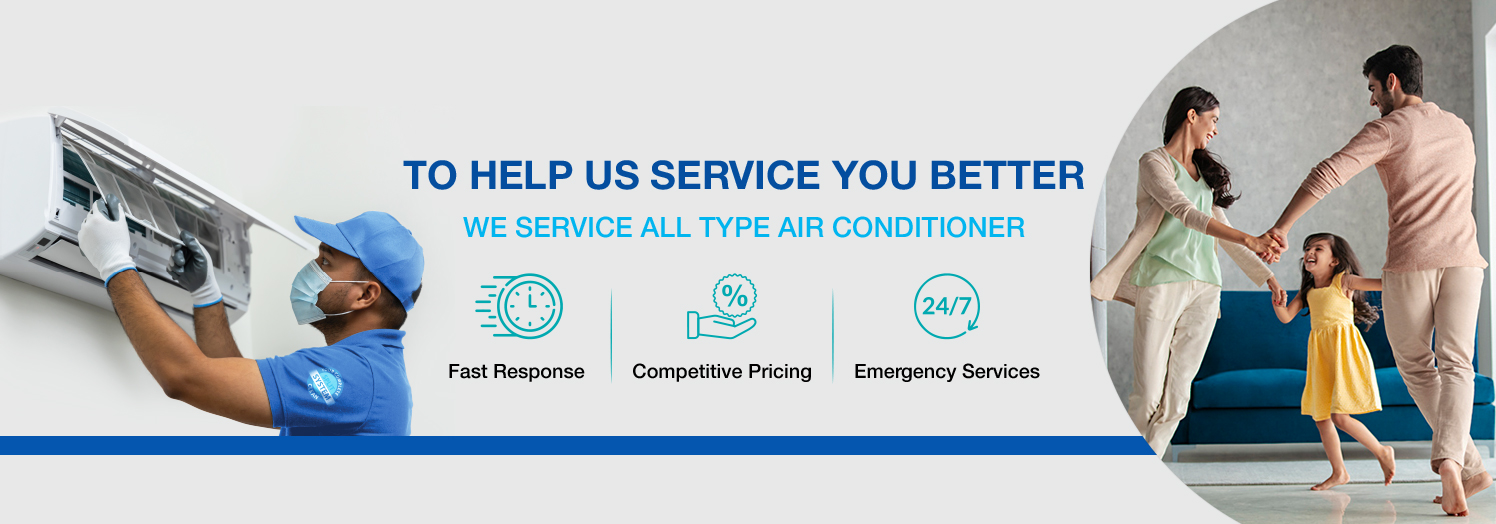 TO HELP US SERVICE YOU BETTER
WE SERVICE ALL TYPE AIR CONDITIONER
%
24/7
Fast Response
Competitive Pricing
Emergency Services
SYSTEM